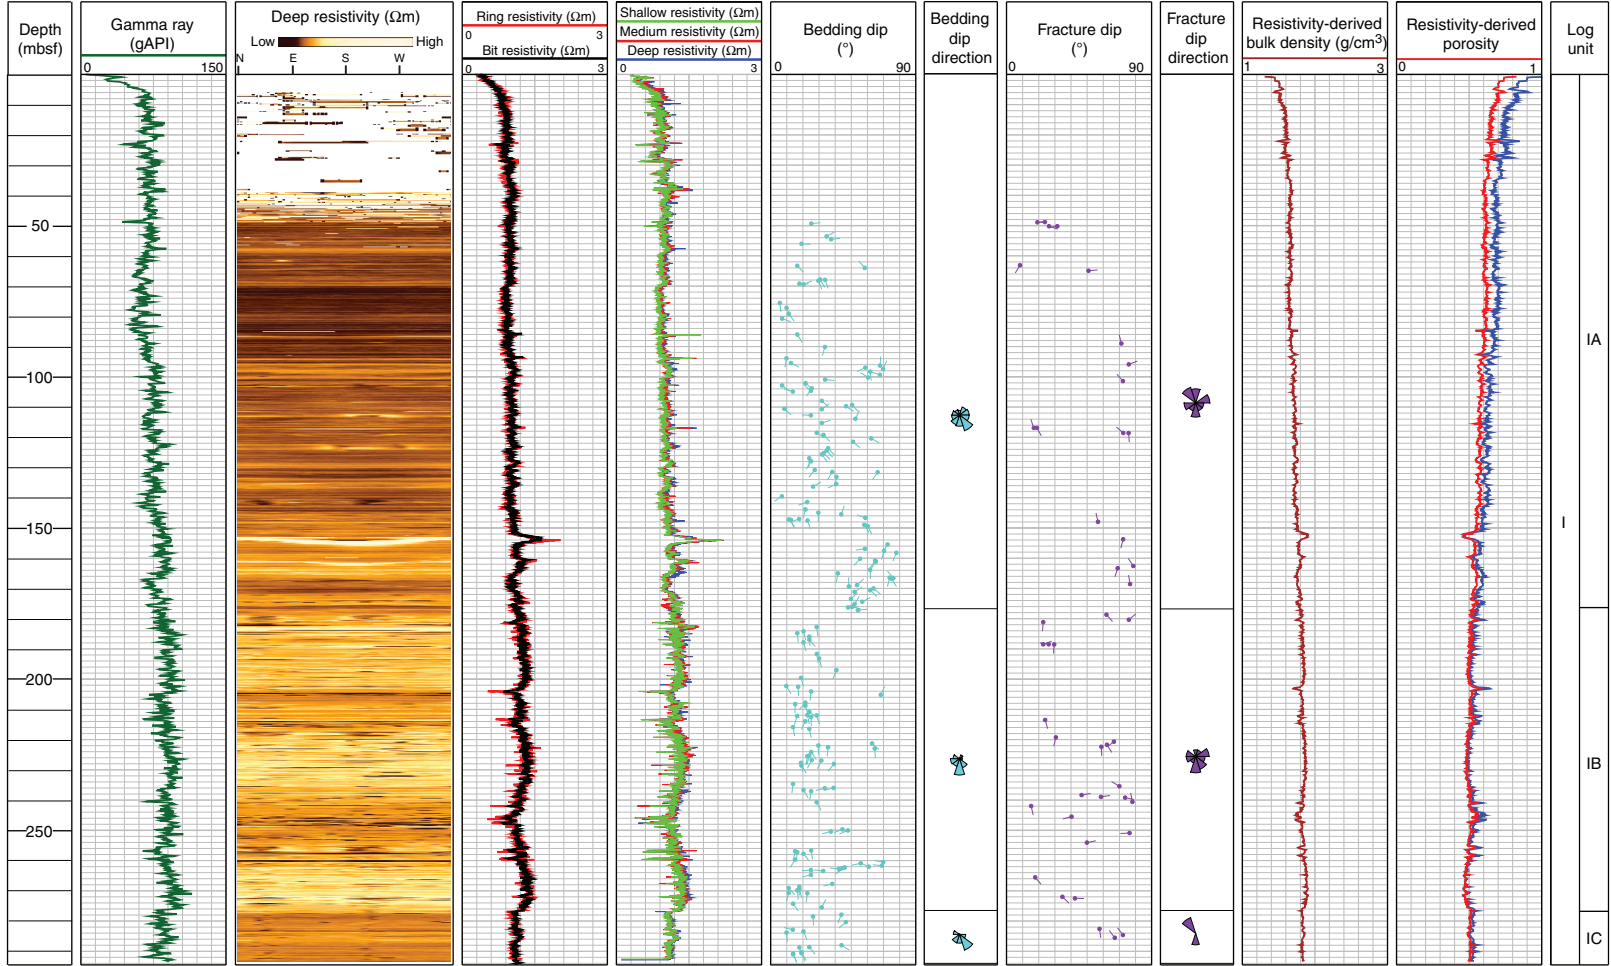 Depth
(mbsf)
Gamma ray
(gAPI)
0 150
Deep resistivity (Ωm)
Low High
N E S W
Ring resistivity (Ωm)
0 3
Bit resistivity (Ωm)
0 3
Shallow resistivity (Ωm)
Medium resistivity (Ωm)
Deep resistivity (Ωm)
0 3
Bedding dip
(°)
0 90
Bedding
dip
direction
Fracture dip
(°)
0 90
Fracture
dip
direction
Resistivity-derived
bulk density (g/cm³)
1 3
Resistivity-derived
porosity
0 1
Log
unit
50
100
150
200
250
IA
I
IB
IC